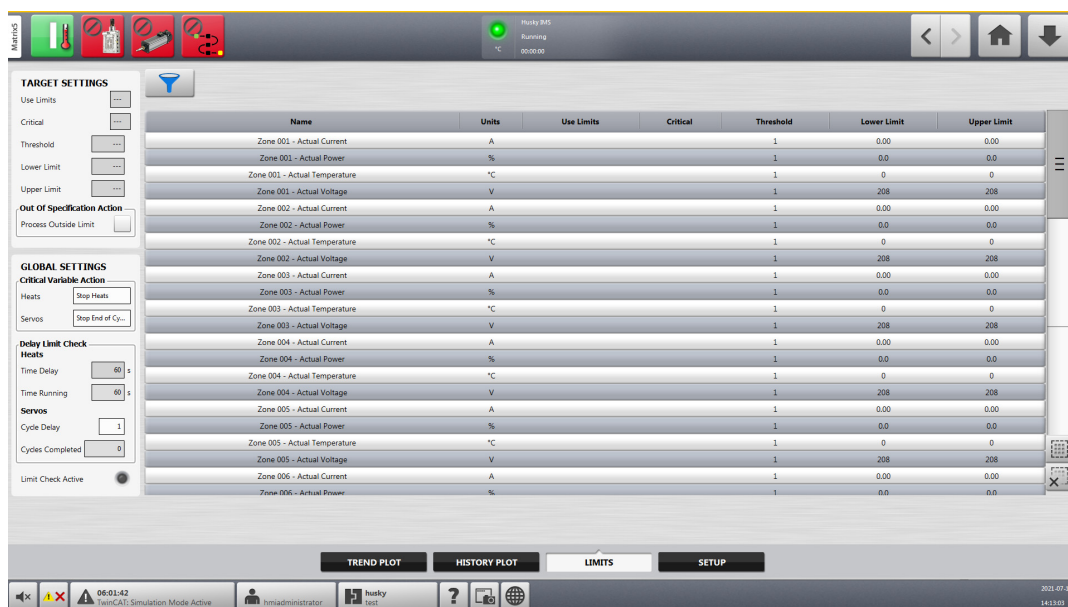 MatrixS
Husky IMS
Running
°C 00:00:00
TARGET SETTINGS
Use Limits ---
Critical ---
Threshold ---
Lower Limit ---
Upper Limit ---
Out Of Specification Action
Process Outside Limit
GLOBAL SETTINGS
Critical Variable Action
Heats Stop Heats
Servos Stop End of Cy...
Delay Limit Check
Heats
Time Delay 60 s
Time Running 60 s
Servos
Cycle Delay 1
Cycles Completed 0
Limit Check Active
Name Units Use Limits Critical Threshold Lower Limit Upper Limit
Zone 001 - Actual Current A 1 0.00 0.00
Zone 001 - Actual Power % 1 0.0 0.0
Zone 001 - Actual Temperature °C 1 0 0
Zone 001 - Actual Voltage V 1 208 208
Zone 002 - Actual Current A 1 0.00 0.00
Zone 002 - Actual Power % 1 0.0 0.0
Zone 002 - Actual Temperature °C 1 0 0
Zone 002 - Actual Voltage V 1 208 208
Zone 003 - Actual Current A 1 0.00 0.00
Zone 003 - Actual Power % 1 0.0 0.0
Zone 003 - Actual Temperature °C 1 0 0
Zone 003 - Actual Voltage V 1 208 208
Zone 004 - Actual Current A 1 0.00 0.00
Zone 004 - Actual Power % 1 0.0 0.0
Zone 004 - Actual Temperature °C 1 0 0
Zone 004 - Actual Voltage V 1 208 208
Zone 005 - Actual Current A 1 0.00 0.00
Zone 005 - Actual Power % 1 0.0 0.0
Zone 005 - Actual Temperature °C 1 0 0
Zone 005 - Actual Voltage V 1 208 208
Zone 006 - Actual Current A 1 0.00 0.00
Zone 006 - Actual Power % 1 0.0 0.0
TREND PLOT HISTORY PLOT LIMITS SETUP
06:01:42
TwinCAT: Simulation Mode Active
hmiadministrator
husky
test
?
2021-07-3
14:13:03